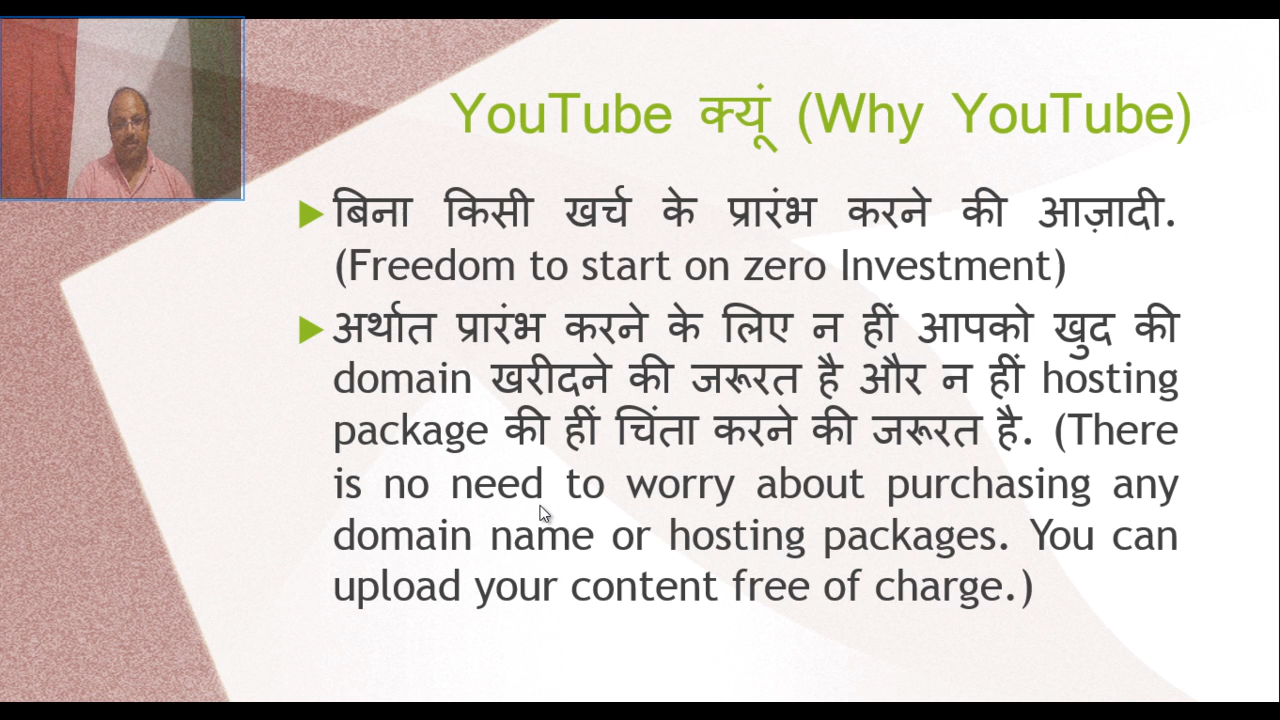 YouTube क्यूं (Why YouTube)
बिना किसी खर्च के प्रारंभ करने की आज़ादी.
(Freedom to start on zero Investment)
अर्थात प्रारंभ करने के लिए न हीं आपको खुद की
domain खरीदने की जरूरत है और न हीं hosting
package की हीं चिंता करने की जरूरत है. (There
is no need to worry about purchasing any
domain name or hosting packages. You can
upload your content free of charge.)